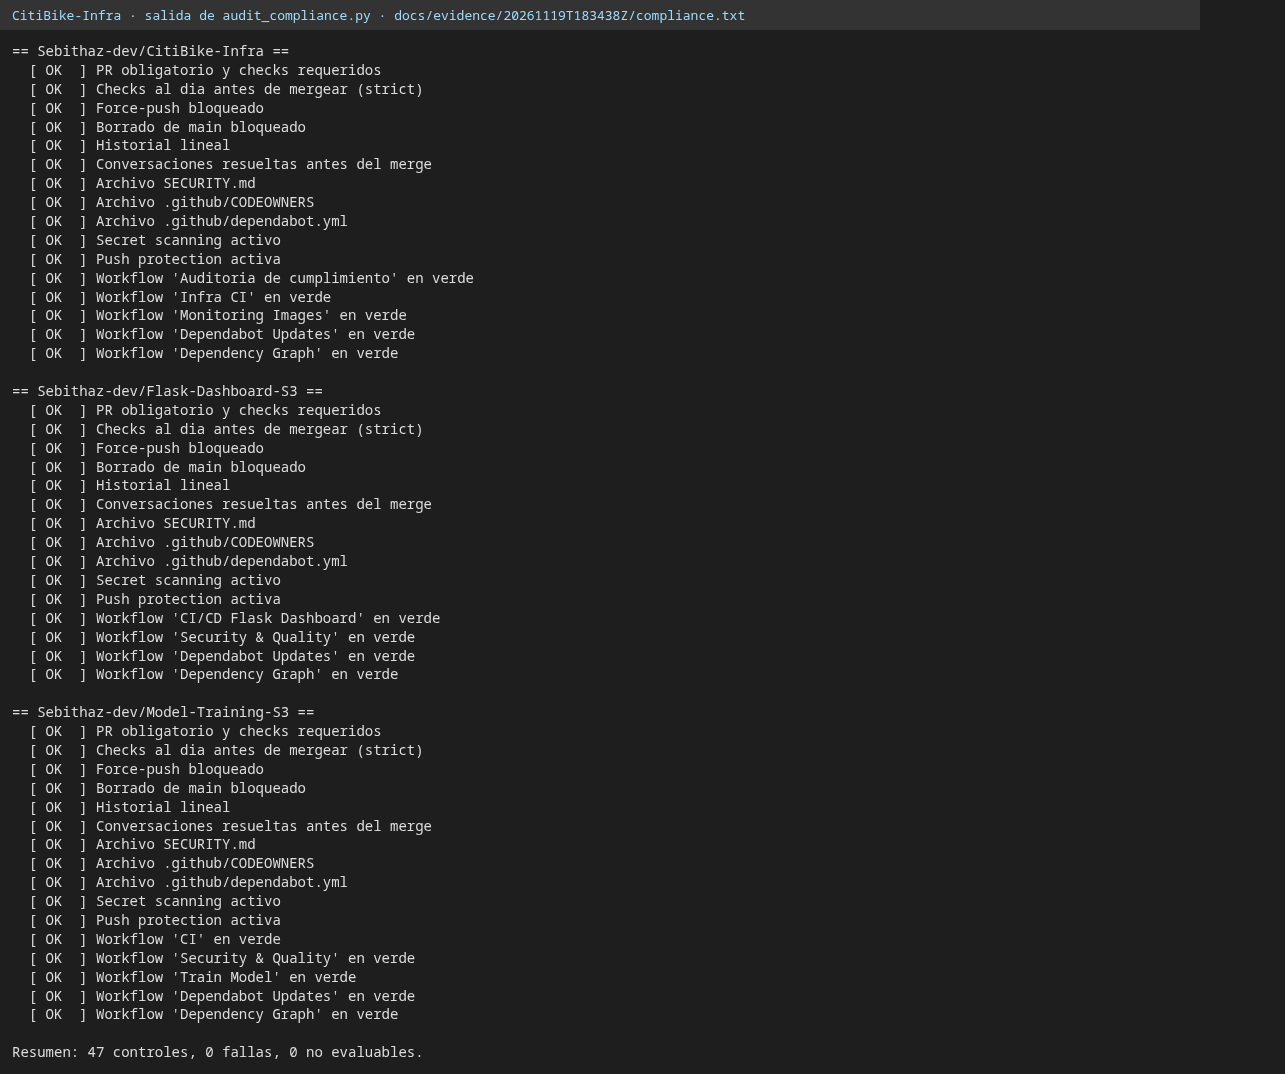 CitiBike-Infra · salida de audit_compliance.py · docs/evidence/20261119T183438Z/compliance.txt
== Sebithaz-dev/CitiBike-Infra ==
[ OK  ] PR obligatorio y checks requeridos
[ OK  ] Checks al dia antes de mergear (strict)
[ OK  ] Force-push bloqueado
[ OK  ] Borrado de main bloqueado
[ OK  ] Historial lineal
[ OK  ] Conversaciones resueltas antes del merge
[ OK  ] Archivo SECURITY.md
[ OK  ] Archivo .github/CODEOWNERS
[ OK  ] Archivo .github/dependabot.yml
[ OK  ] Secret scanning activo
[ OK  ] Push protection activa
[ OK  ] Workflow 'Auditoria de cumplimiento' en verde
[ OK  ] Workflow 'Infra CI' en verde
[ OK  ] Workflow 'Monitoring Images' en verde
[ OK  ] Workflow 'Dependabot Updates' en verde
[ OK  ] Workflow 'Dependency Graph' en verde
== Sebithaz-dev/Flask-Dashboard-S3 ==
[ OK  ] PR obligatorio y checks requeridos
[ OK  ] Checks al dia antes de mergear (strict)
[ OK  ] Force-push bloqueado
[ OK  ] Borrado de main bloqueado
[ OK  ] Historial lineal
[ OK  ] Conversaciones resueltas antes del merge
[ OK  ] Archivo SECURITY.md
[ OK  ] Archivo .github/CODEOWNERS
[ OK  ] Archivo .github/dependabot.yml
[ OK  ] Secret scanning activo
[ OK  ] Push protection activa
[ OK  ] Workflow 'CI/CD Flask Dashboard' en verde
[ OK  ] Workflow 'Security & Quality' en verde
[ OK  ] Workflow 'Dependabot Updates' en verde
[ OK  ] Workflow 'Dependency Graph' en verde
== Sebithaz-dev/Model-Training-S3 ==
[ OK  ] PR obligatorio y checks requeridos
[ OK  ] Checks al dia antes de mergear (strict)
[ OK  ] Force-push bloqueado
[ OK  ] Borrado de main bloqueado
[ OK  ] Historial lineal
[ OK  ] Conversaciones resueltas antes del merge
[ OK  ] Archivo SECURITY.md
[ OK  ] Archivo .github/CODEOWNERS
[ OK  ] Archivo .github/dependabot.yml
[ OK  ] Secret scanning activo
[ OK  ] Push protection activa
[ OK  ] Workflow 'CI' en verde
[ OK  ] Workflow 'Security & Quality' en verde
[ OK  ] Workflow 'Train Model' en verde
[ OK  ] Workflow 'Dependabot Updates' en verde
[ OK  ] Workflow 'Dependency Graph' en verde
Resumen: 47 controles, 0 fallas, 0 no evaluables.